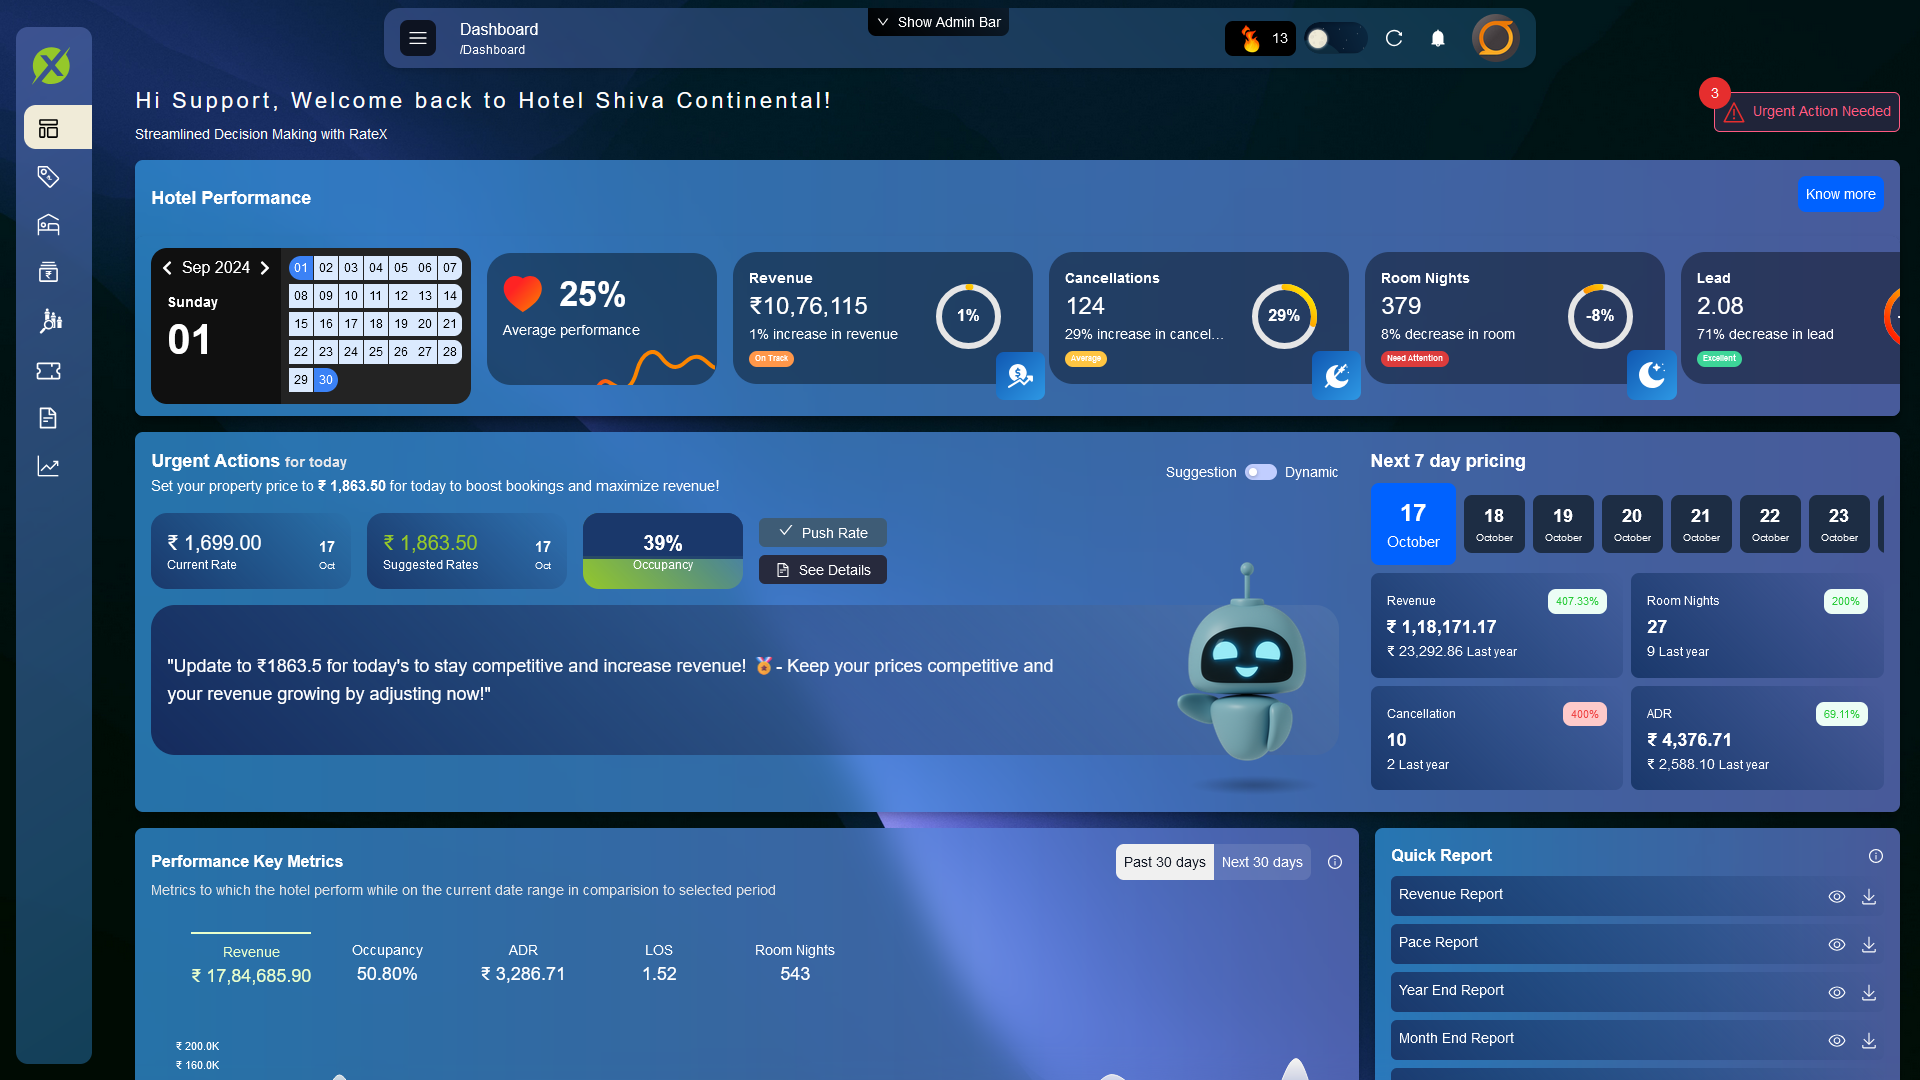 Show Admin Bar
Dashboard
/Dashboard
13
Hi Support, Welcome back to Hotel Shiva Continental!
Streamlined Decision Making with RateX
3
Urgent Action Needed
Hotel Performance
Know more
Sep 2024
Sunday
01
01 02 03 04 05 06 07
08 09 10 11 12 13 14
15 16 17 18 19 20 21
22 23 24 25 26 27 28
29 30
25%
Average performance
Revenue
₹10,76,115
1% increase in revenue
On Track
1%
Cancellations
124
29% increase in cancel...
Average
29%
Room Nights
379
8% decrease in room
Need Attention
-8%
Lead
2.08
71% decrease in lead
Excellent
Urgent Actions for today
Set your property price to ₹ 1,863.50 for today to boost bookings and maximize revenue!
Suggestion
Dynamic
₹ 1,699.00
Current Rate
17
Oct
₹ 1,863.50
Suggested Rates
17
Oct
39%
Occupancy
Push Rate
See Details
"Update to ₹1863.5 for today's to stay competitive and increase revenue! 🏅- Keep your prices competitive and
your revenue growing by adjusting now!"
Next 7 day pricing
17
October
18
October
19
October
20
October
21
October
22
October
23
October
Revenue
407.33%
₹ 1,18,171.17
₹ 23,292.86 Last year
Room Nights
200%
27
9 Last year
Cancellation
400%
10
2 Last year
ADR
69.11%
₹ 4,376.71
₹ 2,588.10 Last year
Performance Key Metrics
Metrics to which the hotel perform while on the current date range in comparision to selected period
Past 30 days
Next 30 days
Revenue
₹ 17,84,685.90
Occupancy
50.80%
ADR
₹ 3,286.71
LOS
1.52
Room Nights
543
₹ 200.0K
₹ 160.0K
Quick Report
Revenue Report
Pace Report
Year End Report
Month End Report